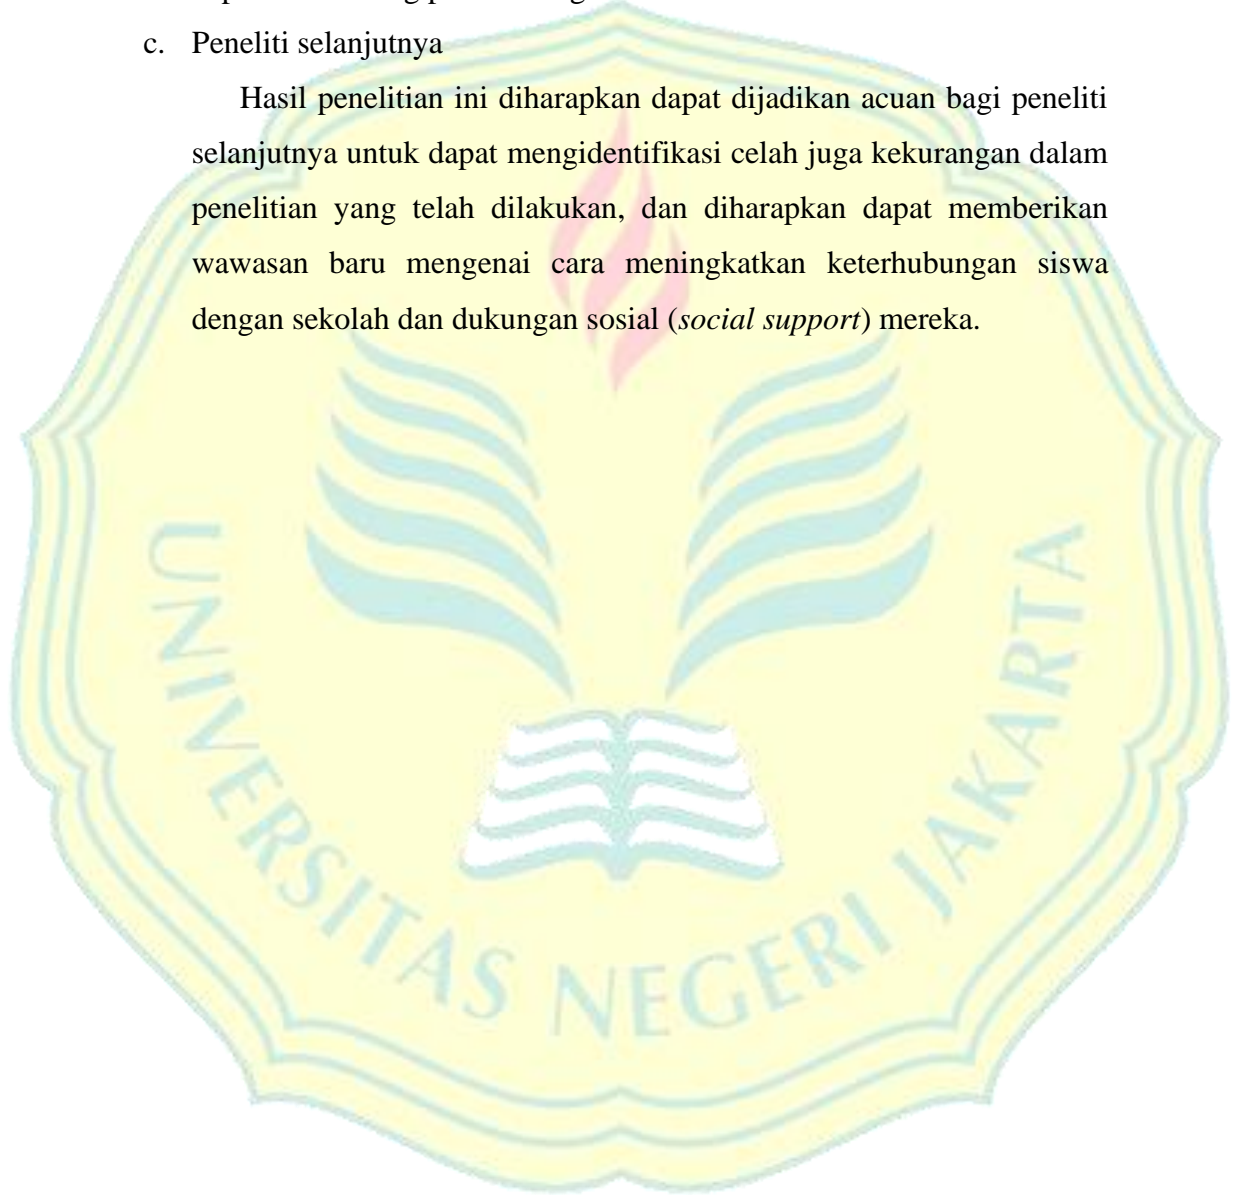 c. Peneliti selanjutnya
Hasil penelitian ini diharapkan dapat dijadikan acuan bagi peneliti
selanjutnya untuk dapat mengidentifikasi celah juga kekurangan dalam
penelitian yang telah dilakukan, dan diharapkan dapat memberikan
wawasan baru mengenai cara meningkatkan keterhubungan siswa
dengan sekolah dan dukungan sosial (social support) mereka.
UNIVERSITAS NEGERI JAKARTA